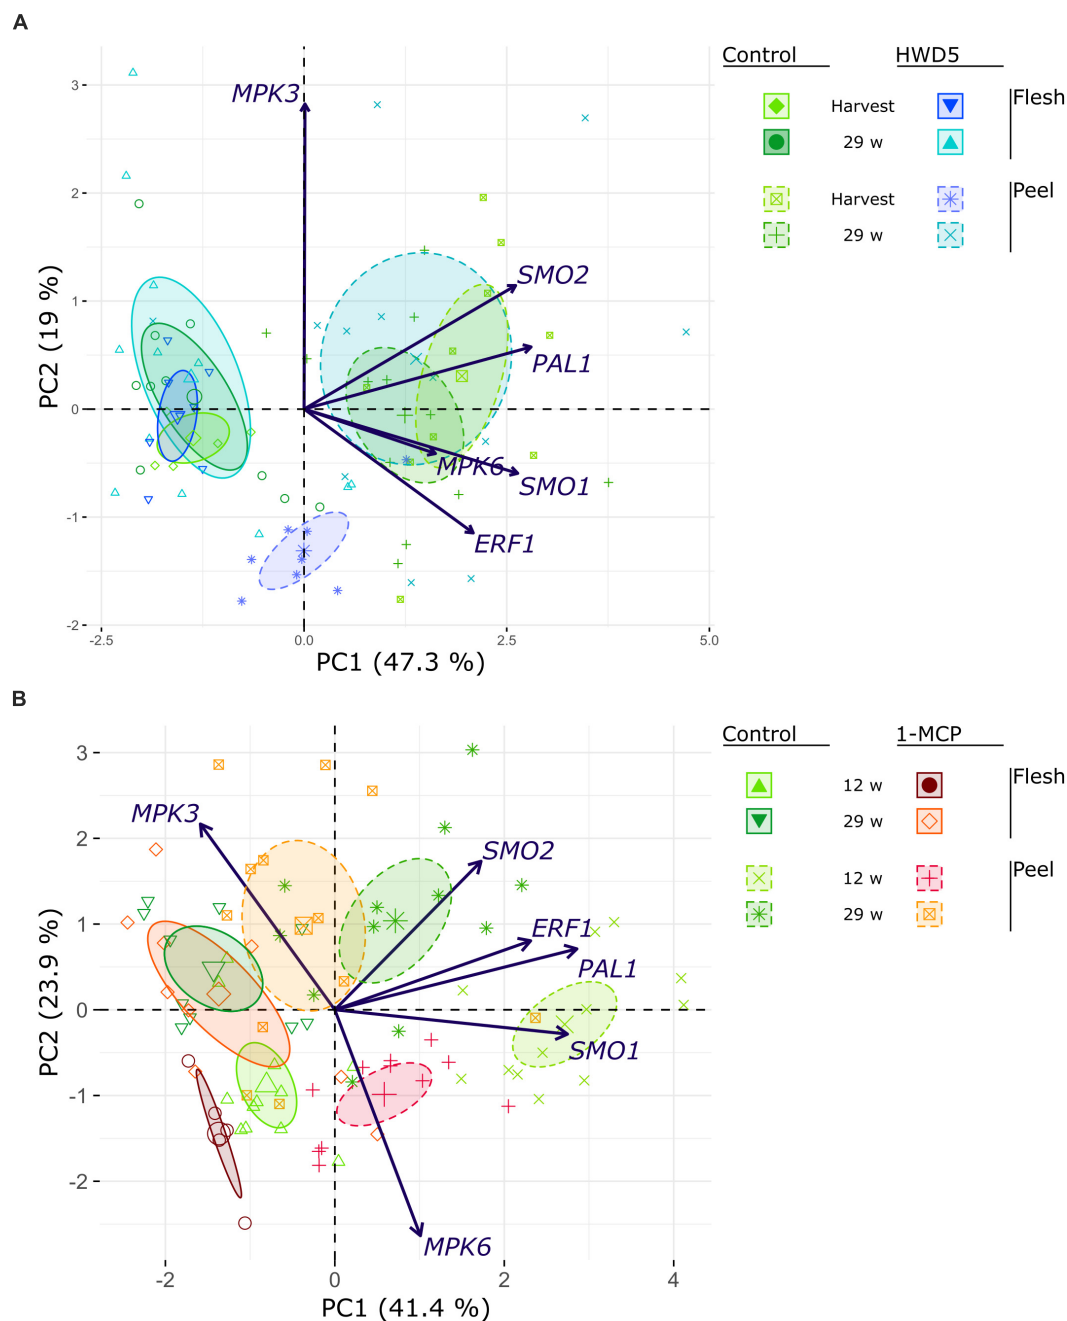 A
Control HWD5
Harvest Flesh
29 w
Harvest Peel
29 w
MPK3
SMO2
PAL1
MPK6
SMO1
ERF1
PC2 (19 %)
3
2
1
0
-1
-2
-2.5 0.0 2.5 5.0
PC1 (47.3 %)
B
Control 1-MCP
12 w Flesh
29 w
12 w Peel
29 w
MPK3
SMO2
ERF1
PAL1
SMO1
MPK6
PC2 (23.9 %)
3
2
1
0
-1
-2
-2 0 2 4
PC1 (41.4 %)